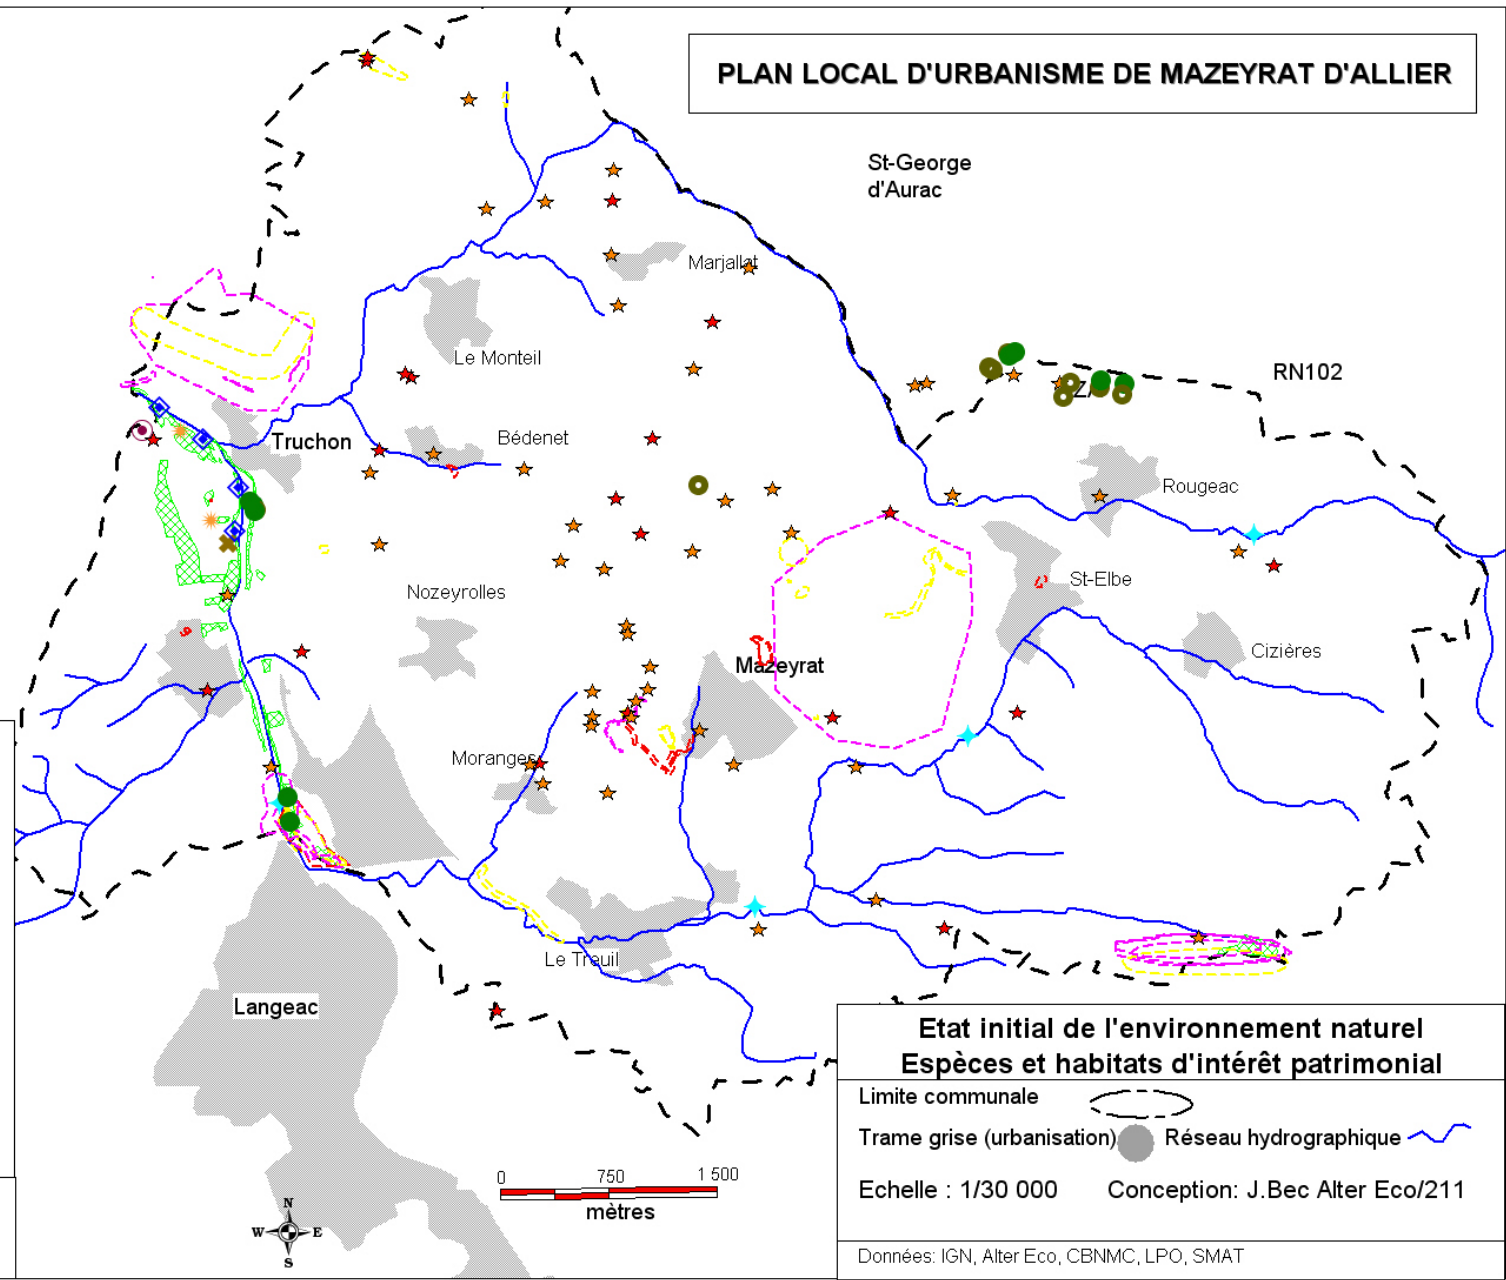 PLAN LOCAL D'URBANISME DE MAZEYRAT D'ALLIER
St-George
d'Aurac
Marjallat
Le Monteil
RN102
Truchon
Bédenet
Rougeac
Nozeyrolles
St-Elbe
Cizières
Mazeyrat
Moranges
Le Treuil
Langeac
0 750 1 500
mètres
N
W E
S
Etat initial de l'environnement naturel
Espèces et habitats d'intérêt patrimonial
Limite communale
Trame grise (urbanisation) Réseau hydrographique
Echelle : 1/30 000 Conception: J.Bec Alter Eco/211
Données: IGN, Alter Eco, CBNMC, LPO, SMAT